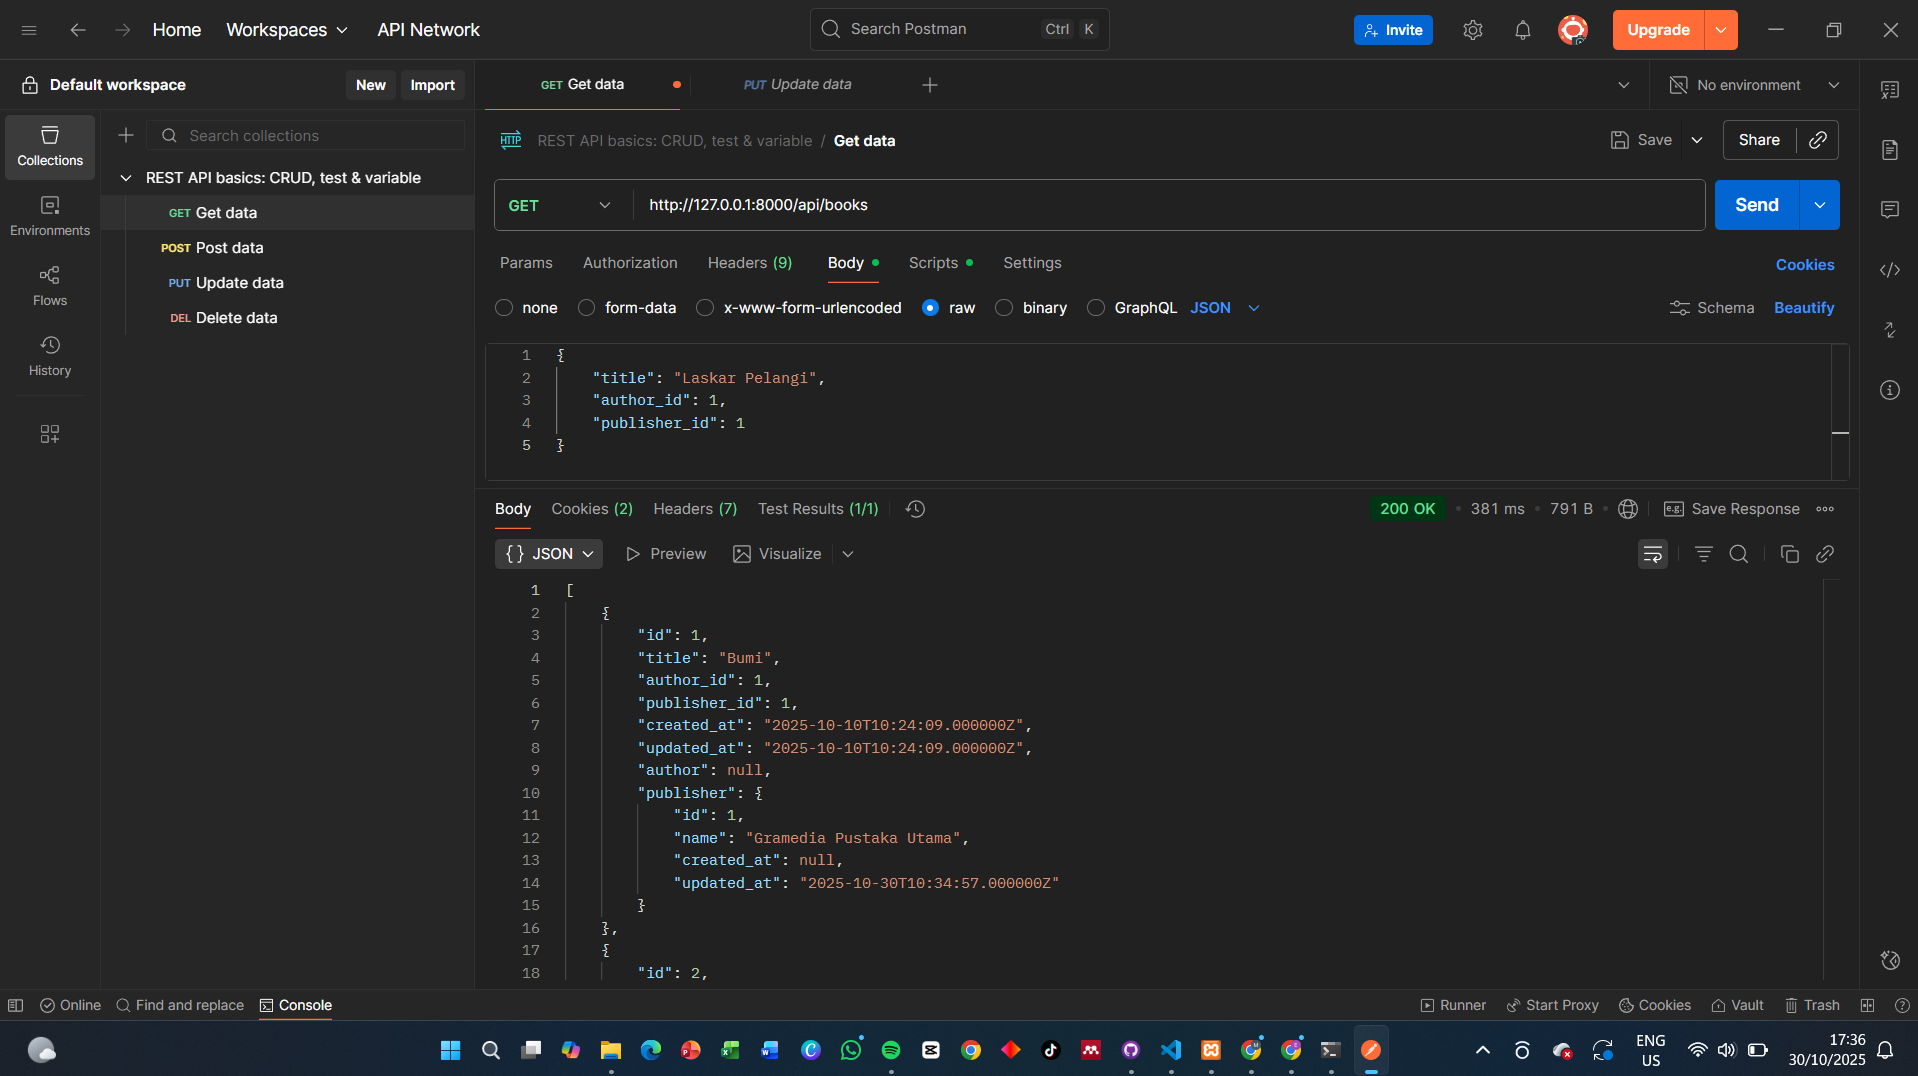 Home
Workspaces
API Network
Search Postman
Ctrl
K
Invite
Upgrade
Default workspace
New
Import
GET Get data
PUT Update data
No environment
Collections
Environments
Flows
History
Search collections
REST API basics: CRUD, test & variable
GET Get data
POST Post data
PUT Update data
DEL Delete data
HTTP
REST API basics: CRUD, test & variable / Get data
Save
Share
GET
http://127.0.0.1:8000/api/books
Send
Params
Authorization
Headers (9)
Body
Scripts
Settings
Cookies
none
form-data
x-www-form-urlencoded
raw
binary
GraphQL
JSON
Schema
Beautify
1 {
2 "title": "Laskar Pelangi",
3 "author_id": 1,
4 "publisher_id": 1
5 }
Body
Cookies (2)
Headers (7)
Test Results (1/1)
200 OK
381 ms
791 B
e.g.
Save Response
{} JSON
Preview
Visualize
1 [
2 {
3 "id": 1,
4 "title": "Bumi",
5 "author_id": 1,
6 "publisher_id": 1,
7 "created_at": "2025-10-10T10:24:09.000000Z",
8 "updated_at": "2025-10-10T10:24:09.000000Z",
9 "author": null,
10 "publisher": {
11 "id": 1,
12 "name": "Gramedia Pustaka Utama",
13 "created_at": null,
14 "updated_at": "2025-10-30T10:34:57.000000Z"
15 }
16 },
17 {
18 "id": 2,
Online
Find and replace
Console
Runner
Start Proxy
Cookies
Vault
Trash
ENG
US
17:36
30/10/2025